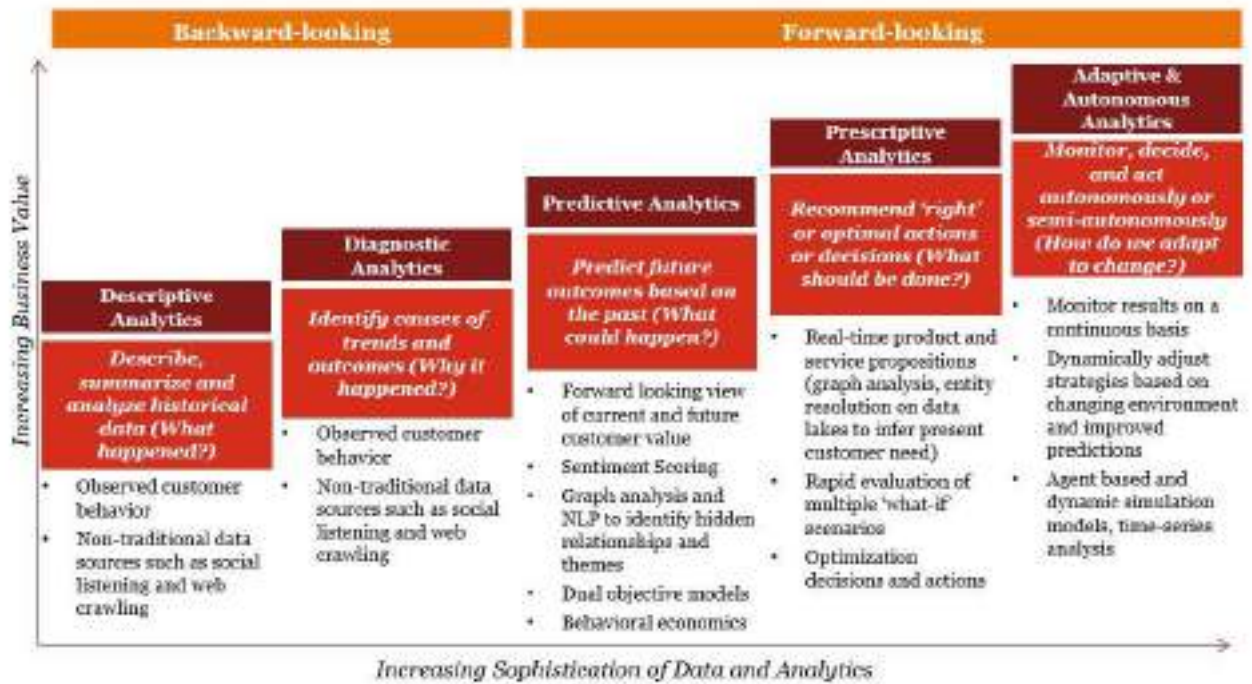 Backward-looking
Forward-looking
Increasing Business Value
Descriptive
Analytics
Describe,
summarize and
analyze historical
data (What
happened?)
• Observed customer
behavior
• Non-traditional data
sources such as social
listening and web
crawling
Diagnostic
Analytics
Identify causes of
trends and
outcomes (Why it
happened?)
• Observed customer
behavior
• Non-traditional data
sources such as social
listening and web
crawling
Predictive Analytics
Predict future
outcomes based on
the past (What
could happen?)
• Forward looking view
of current and future
customer value
• Sentiment Scoring
• Graph analysis and
NLP to identify hidden
relationships and
themes
• Dual objective models
• Behavioral economics
Prescriptive
Analytics
Recommend 'right'
or optimal actions
or decisions (What
should be done?)
• Real-time product and
service propositions
(graph analysis, entity
resolution on data
lakes to infer present
customer need)
• Rapid evaluation of
multiple 'what-if'
scenarios
• Optimization
decisions and actions
Adaptive &
Autonomous
Analytics
Monitor, decide,
and act
autonomously or
semi-autonomously
(How do we adapt
to change?)
• Monitor results on a
continuous basis
• Dynamically adjust
strategies based on
changing environment
and improved
predictions
• Agent based and
dynamic simulation
models, time-series
analysis
Increasing Sophistication of Data and Analytics